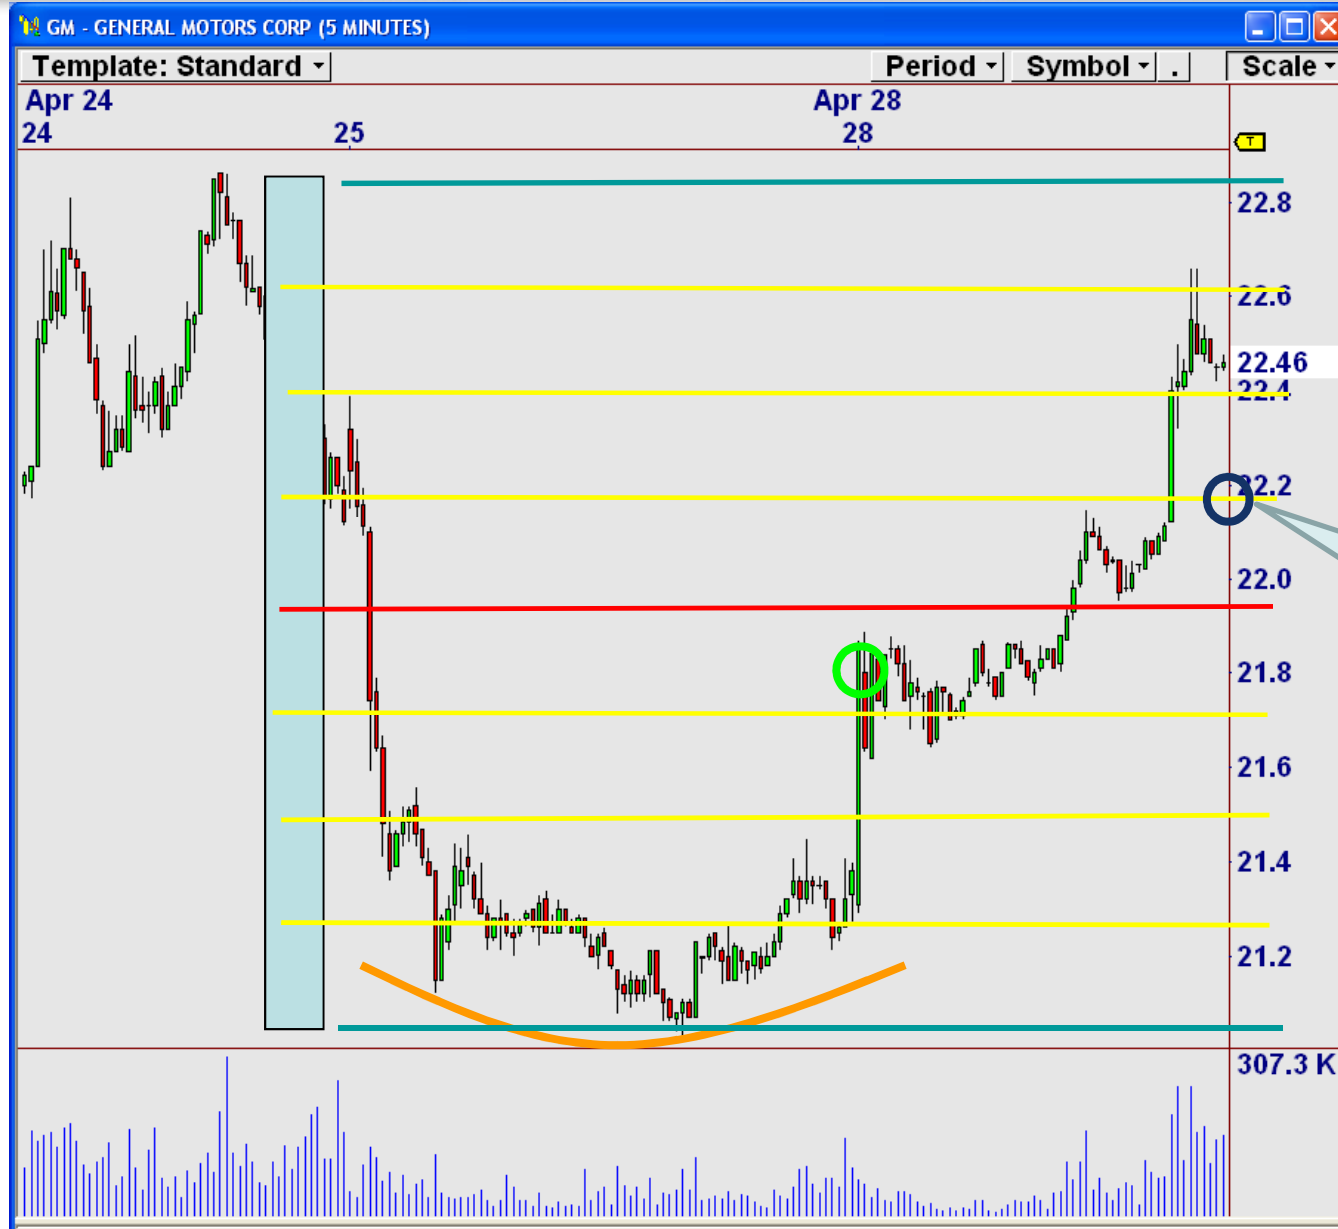 GM - GENERAL MOTORS CORP (5 MINUTES)
Template: Standard Period Symbol . Scale
Apr 24 Apr 28
24 25 28
T
22.8
22.6
22.46
22.4
22.2
22.0
21.8
21.6
21.4
21.2
307.3 K